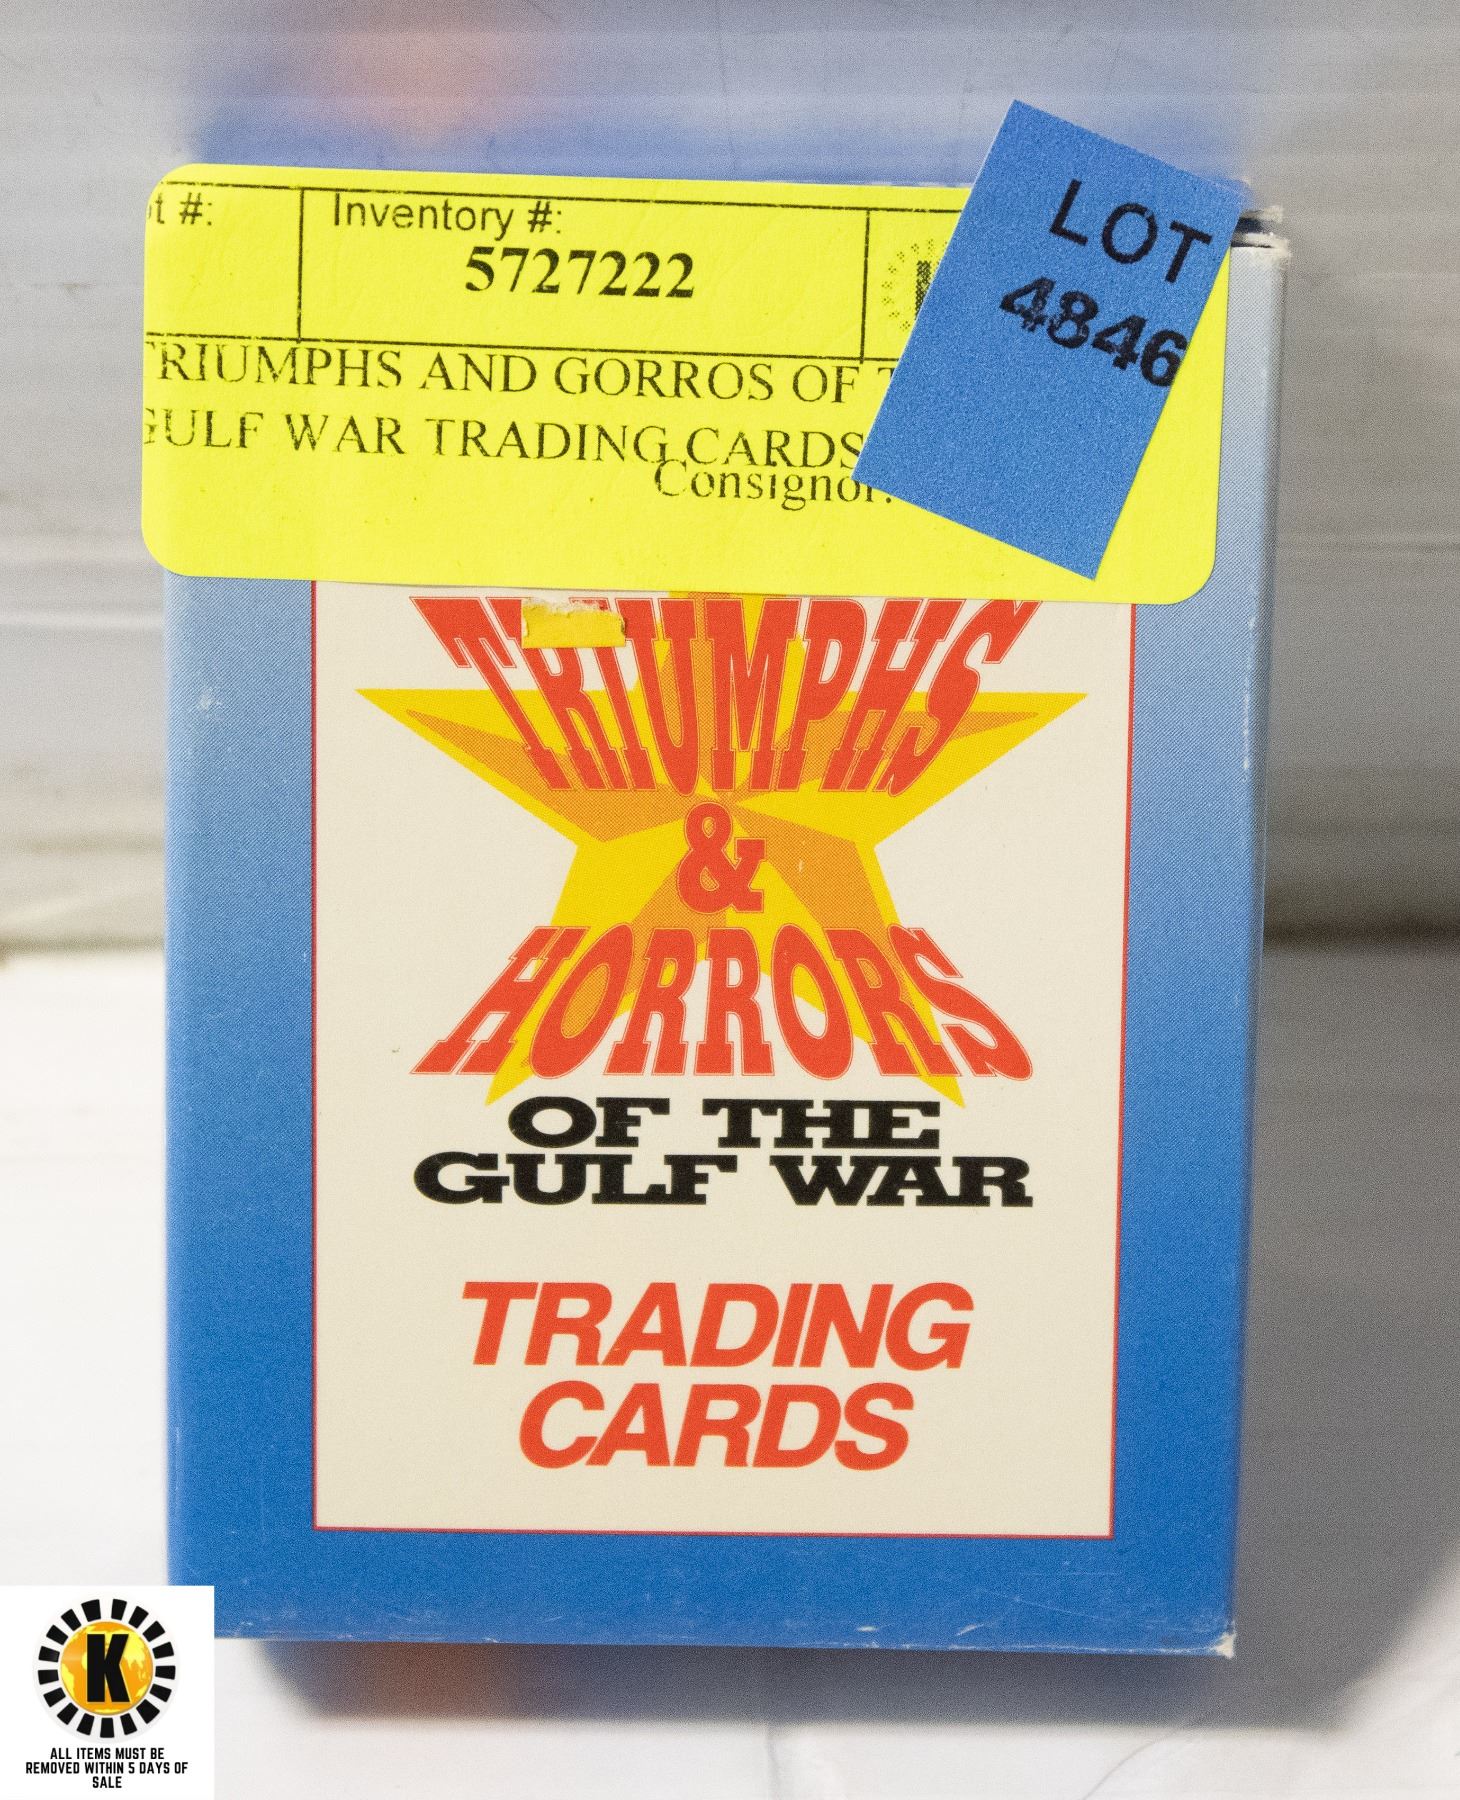 t #:
Inventory #:
5727222
LOT
4846
TRIUMPHS AND GORROS OF T
GULF WAR TRADING CARDS
Consignor:
TRIUMPHS
&
HORRORS
OF THE
GULF WAR
TRADING
CARDS
K
ALL ITEMS MUST BE
REMOVED WITHIN 5 DAYS OF
SALE